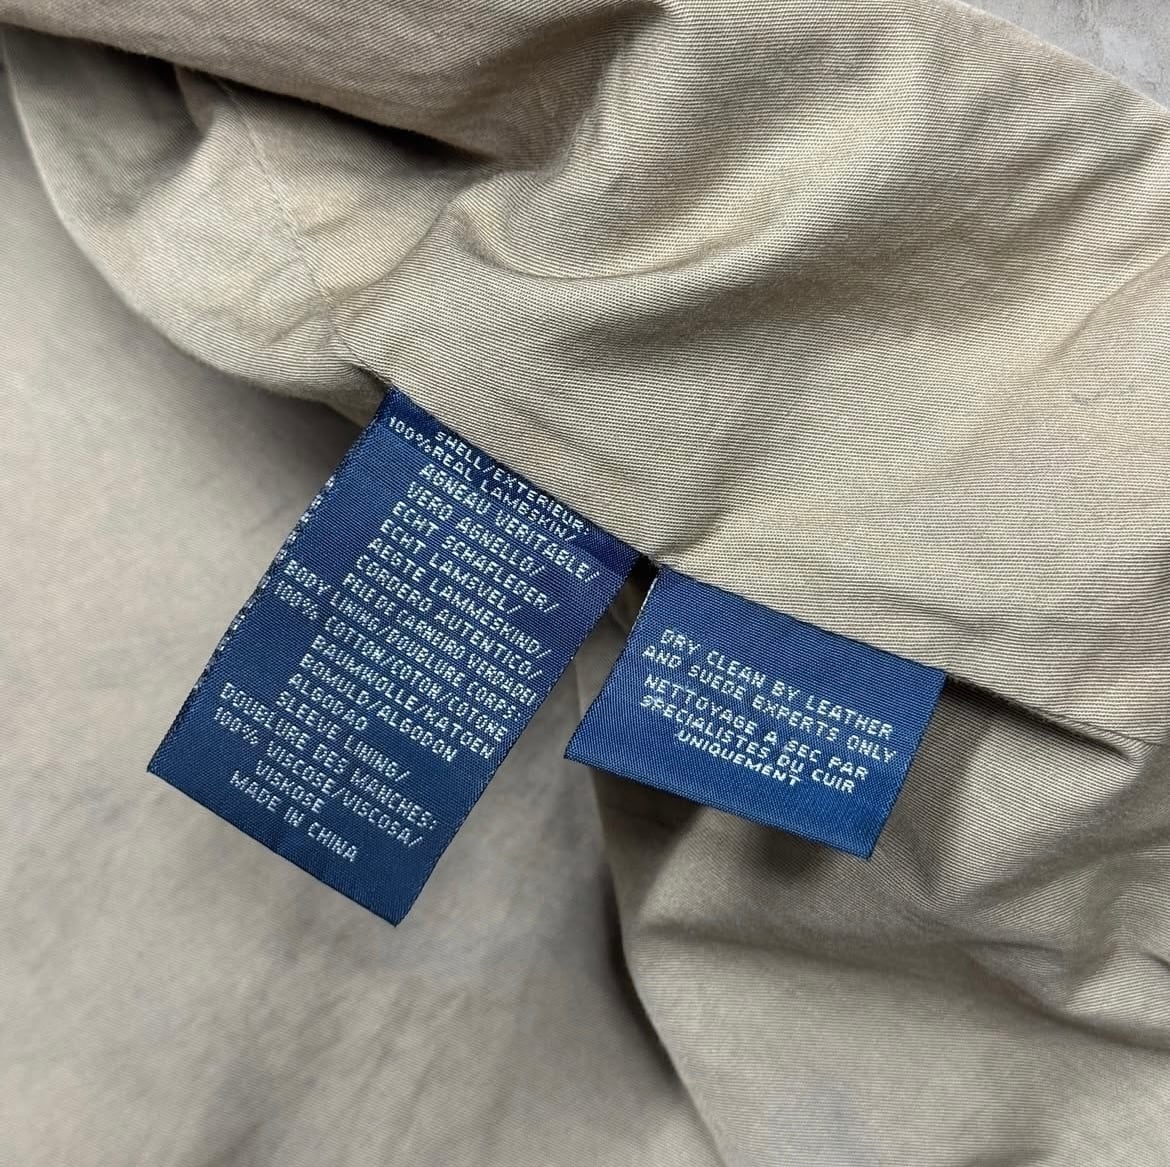 SHELL/EXTERIEUR:
100% REAL LAMBSKIN/
AGNEAU VERITABLE/
VERO AGNELLO/
ECHT SCHAFLEDER/
ECHT LAMSVEL/
AEGTE LAMMESKIND/
CORDERO AUTENTICO/
PELE DE CARNEIRO VERDADEI
BODY LINING/DOUBLURE CORPS:
100% COTTON/COTON/COTONE
BAUMWOLLE/KATOEN
BOMULD/ALGODON
ALGODAO
SLEEVE LINING/
DOUBLURE DES MANCHES:
100% VISCOSE/VISCOSA/
VISKOSE
MADE IN CHINA
DRY CLEAN BY LEATHER
AND SUEDE EXPERTS ONLY
NETTOYAGE A SEC PAR
SPECIALISTES DU CUIR
UNIQUEMENT